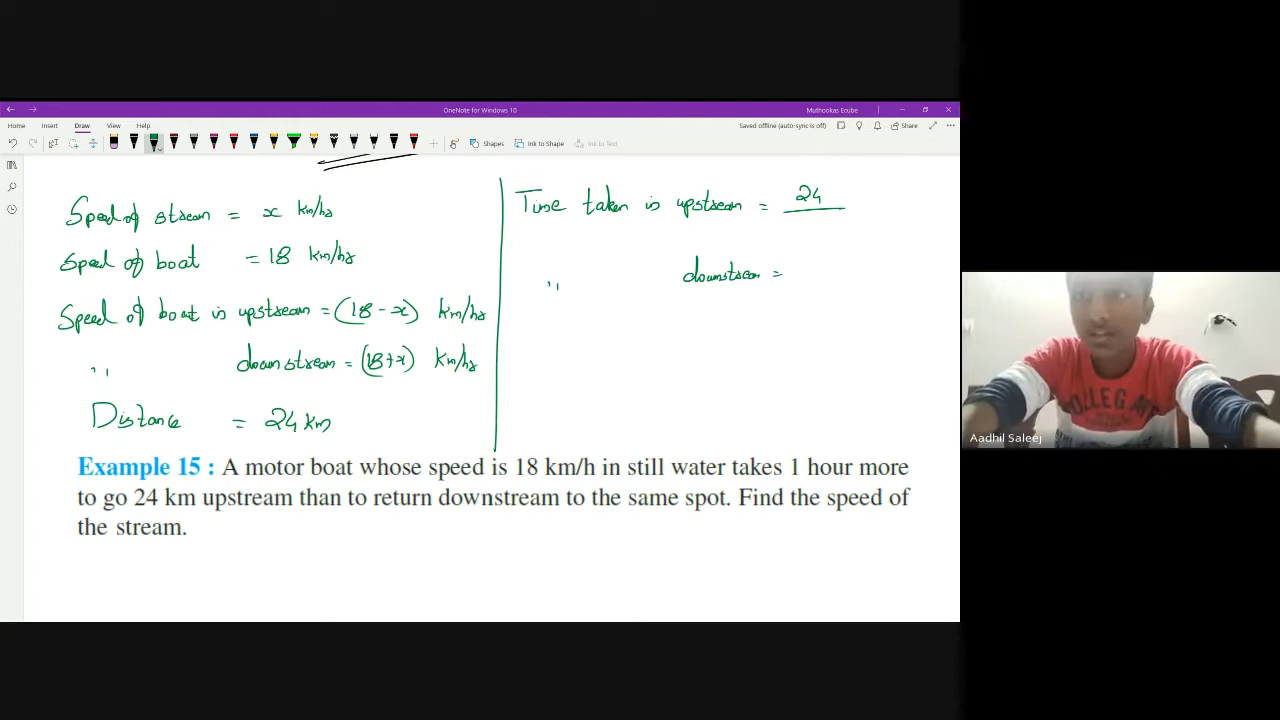 OneNote for Windows 10
Muthookas Ecube
Home Insert Draw View Help
Saved offline (auto-sync is off)
Share
Shapes
Ink to Shape
Ink to Text
Speed of stream = x km/hr
Speed of boat = 18 km/hr
Speed of boat is upstream = (18 - x) km/hr
,, downstream = (18+x) km/hr
Distance = 24 km
Time taken is upstream = 24
,, downstream =
Example 15 : A motor boat whose speed is 18 km/h in still water takes 1 hour more
to go 24 km upstream than to return downstream to the same spot. Find the speed of
the stream.
Aadhil Saleej